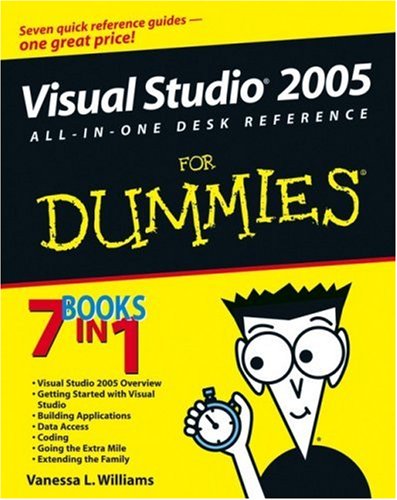 Seven quick reference guides —
one great price!
Visual Studio® 2005
ALL-IN-ONE DESK REFERENCE
FOR
DUMMIES®
7 BOOKS
IN 1
• Visual Studio 2005 Overview
• Getting Started with Visual
Studio
• Building Applications
• Data Access
• Coding
• Going the Extra Mile
• Extending the Family
Vanessa L. Williams